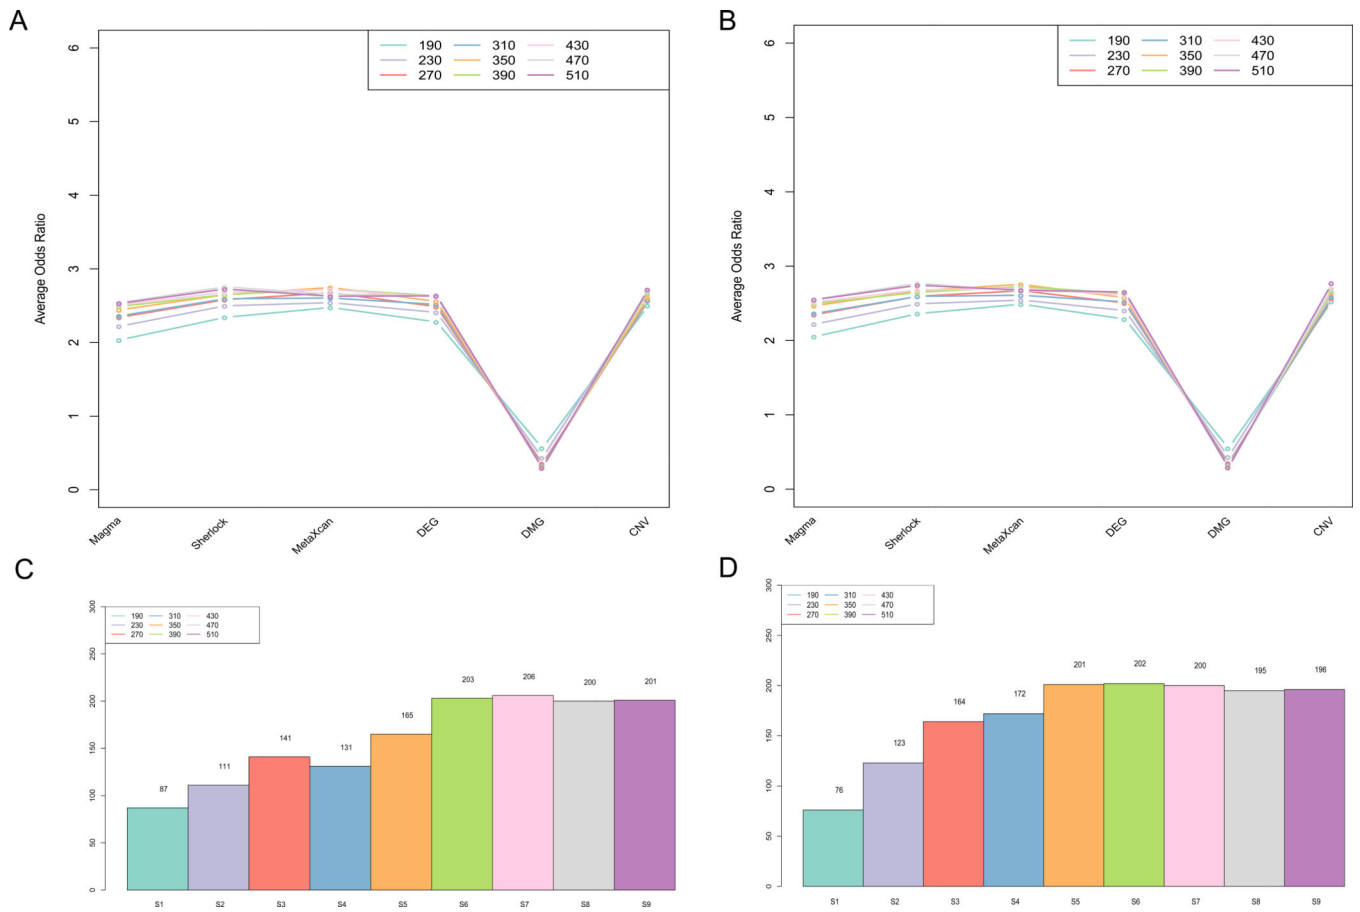 A
190 310 430
230 350 470
270 390 510
6
5
4
3
2
1
0
Average Odds Ratio
Magma Sherlock MetaXcan DEG DMG CNV
B
190 310 430
230 350 470
270 390 510
6
5
4
3
2
1
0
Average Odds Ratio
Magma Sherlock MetaXcan DEG DMG CNV
C
190 310 430
230 350 470
270 390 510
300
250
200
150
100
50
0
87 111 141 131 165 203 206 200 201
S1 S2 S3 S4 S5 S6 S7 S8 S9
D
190 310 430
230 350 470
270 390 510
300
250
200
150
100
50
0
76 123 164 172 201 202 200 195 196
S1 S2 S3 S4 S5 S6 S7 S8 S9